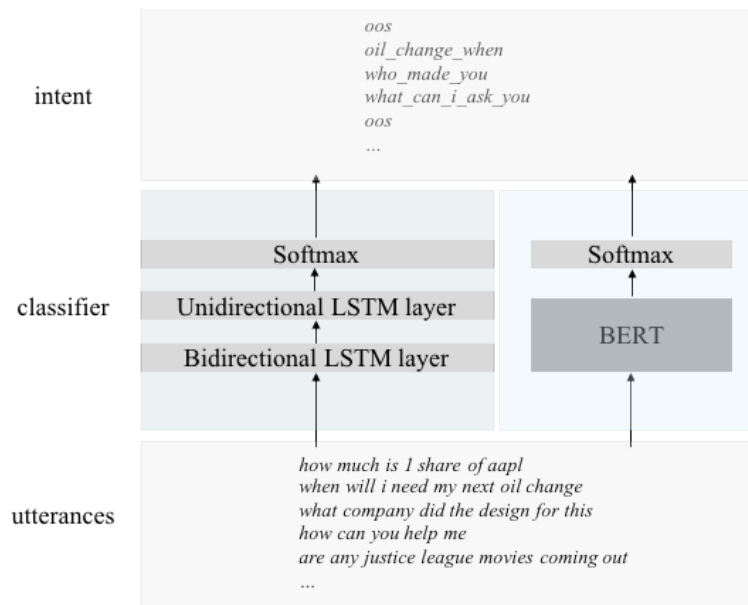 oos
oil_change_when
who_made_you
intent
what_can_i_ask_you
oos
...
Softmax
Softmax
Unidirectional LSTM layer
classifier
BERT
Bidirectional LSTM layer
how much is 1 share of aapl
when will i need my next oil change
utterances
what company did the design for this
how can you help me
are any justice league movies coming out
...